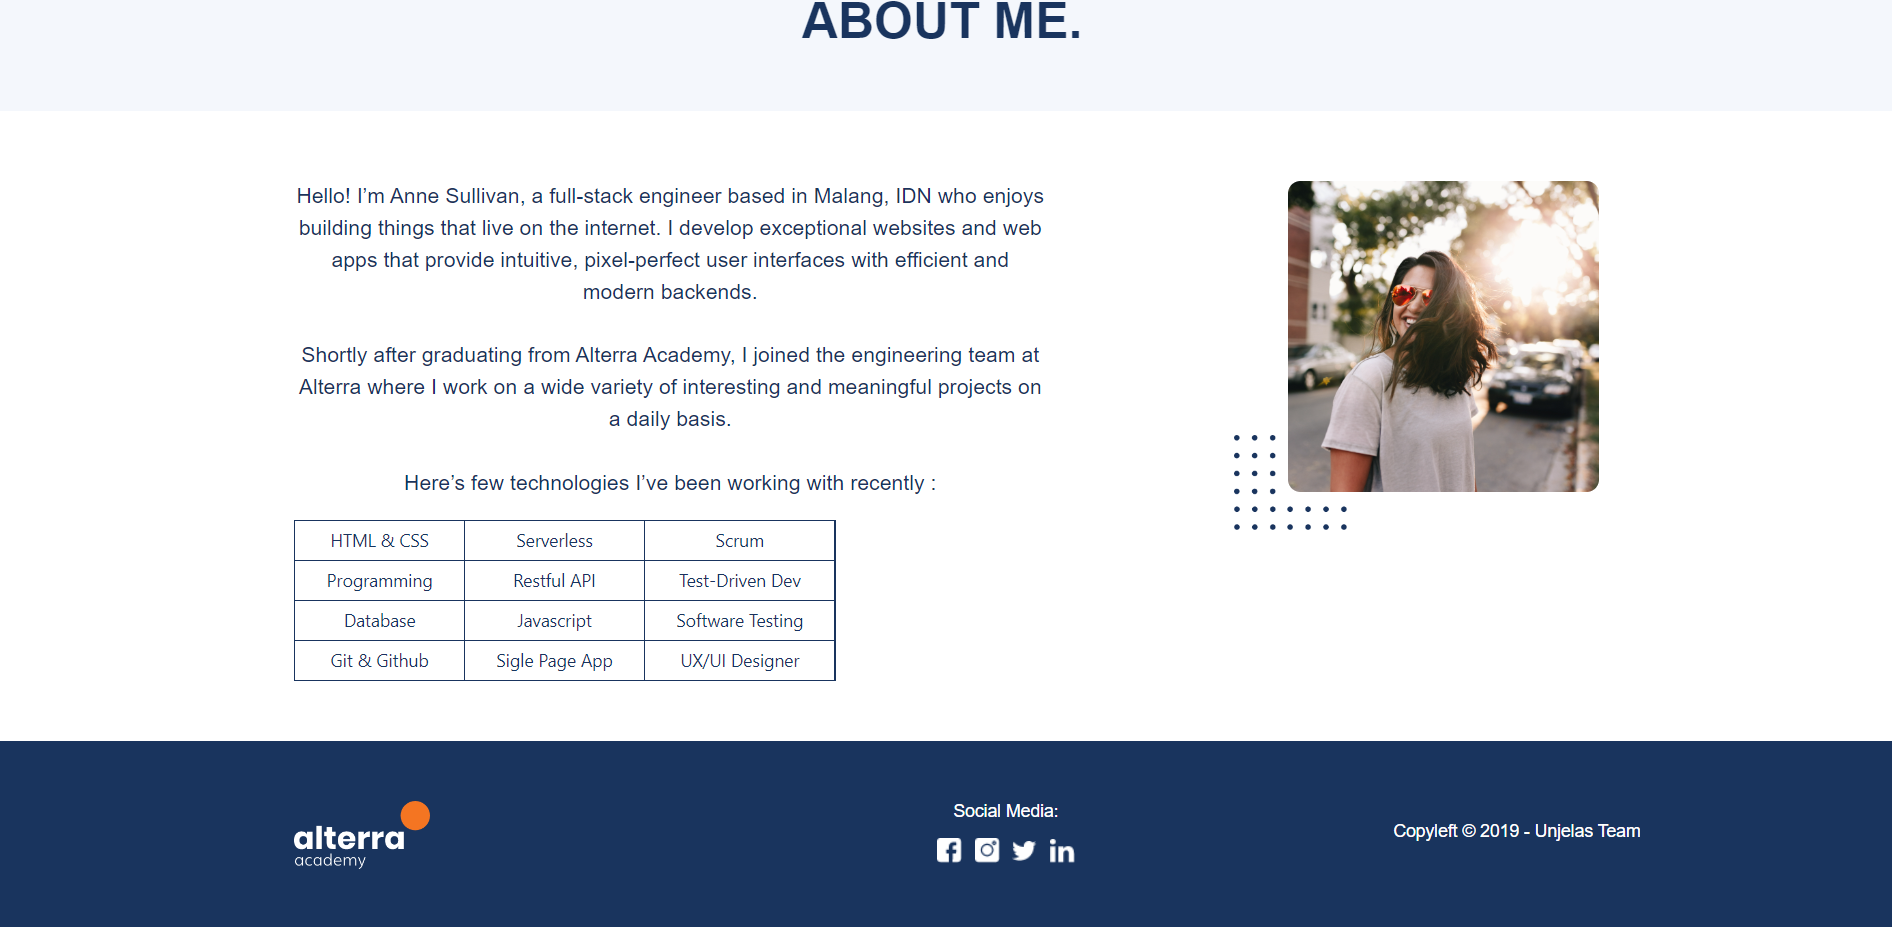 ABOUT ME.
Hello! I’m Anne Sullivan, a full-stack engineer based in Malang, IDN who enjoys
building things that live on the internet. I develop exceptional websites and web
apps that provide intuitive, pixel-perfect user interfaces with efficient and
modern backends.
Shortly after graduating from Alterra Academy, I joined the engineering team at
Alterra where I work on a wide variety of interesting and meaningful projects on
a daily basis.
Here’s few technologies I’ve been working with recently :
HTML & CSS Serverless Scrum
Programming Restful API Test-Driven Dev
Database Javascript Software Testing
Git & Github Sigle Page App UX/UI Designer
alterra
academy
Social Media:
Copyleft © 2019 - Unjelas Team